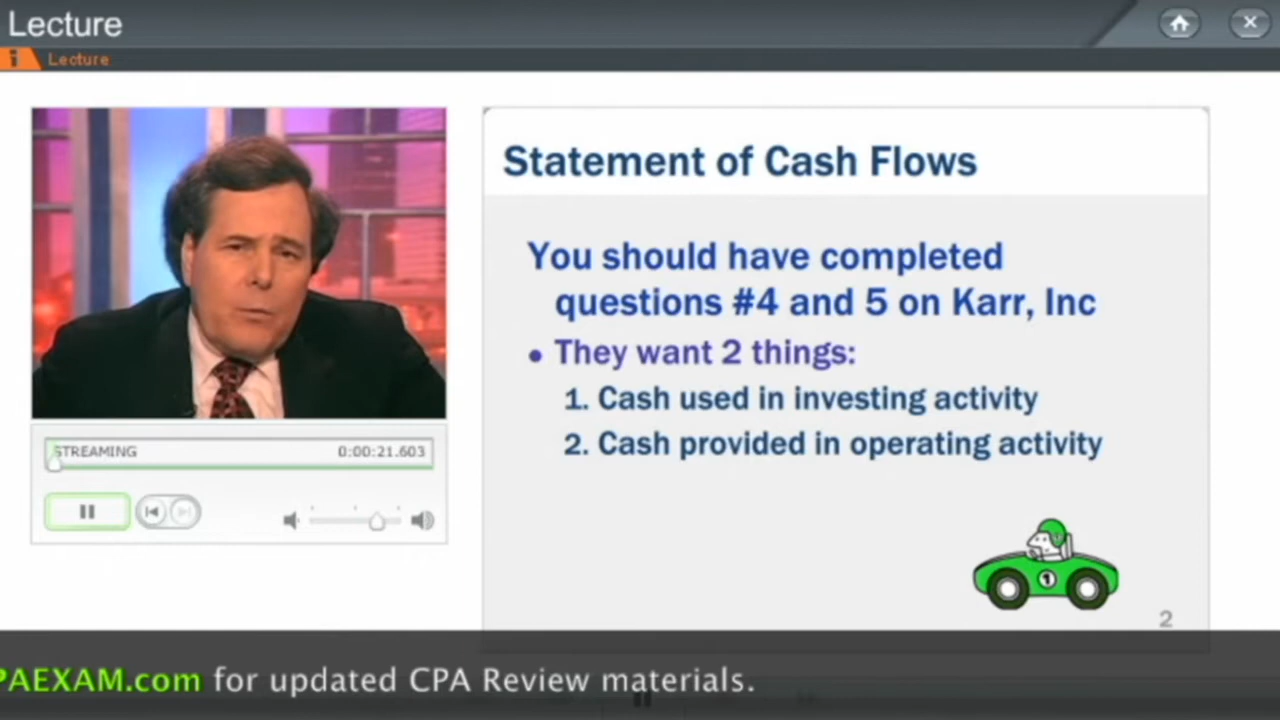 Lecture
i Lecture
Statement of Cash Flows
You should have completed
questions #4 and 5 on Karr, Inc
• They want 2 things:
1. Cash used in investing activity
2. Cash provided in operating activity
STREAMING 0:00:21.603
1
2
PAEXAM.com for updated CPA Review materials.